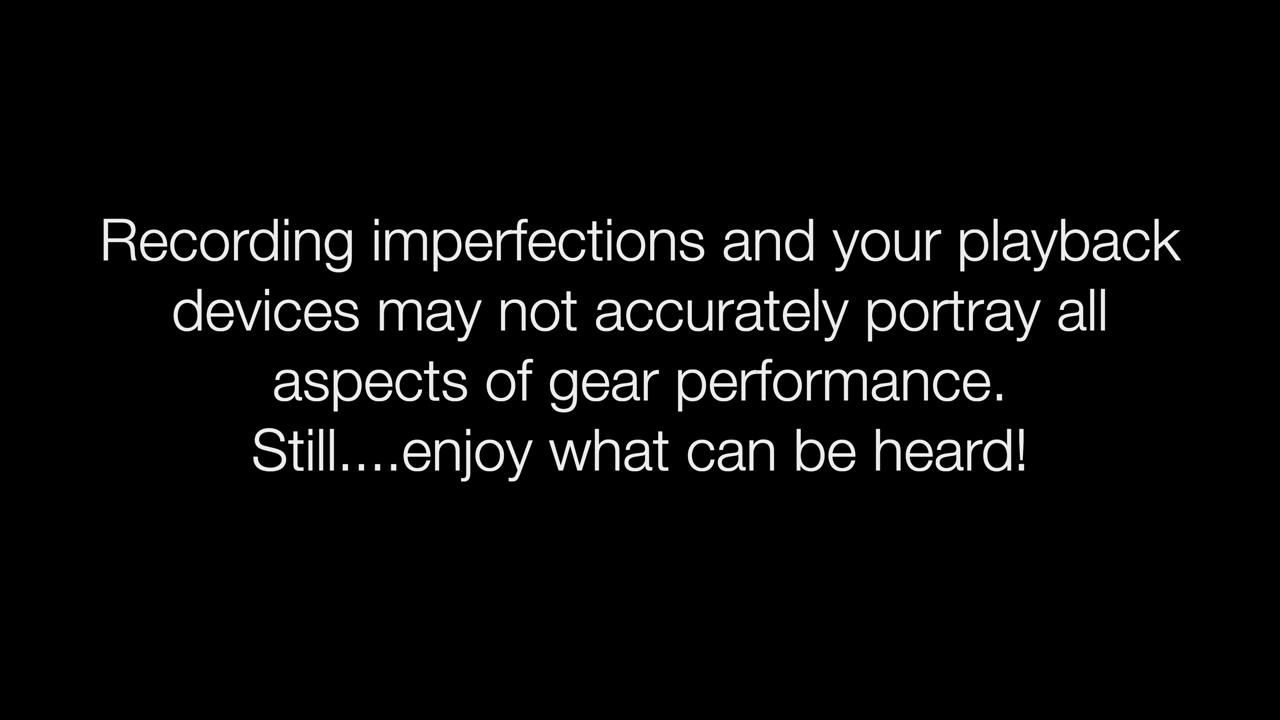 Recording imperfections and your playback
devices may not accurately portray all
aspects of gear performance.
Still....enjoy what can be heard!